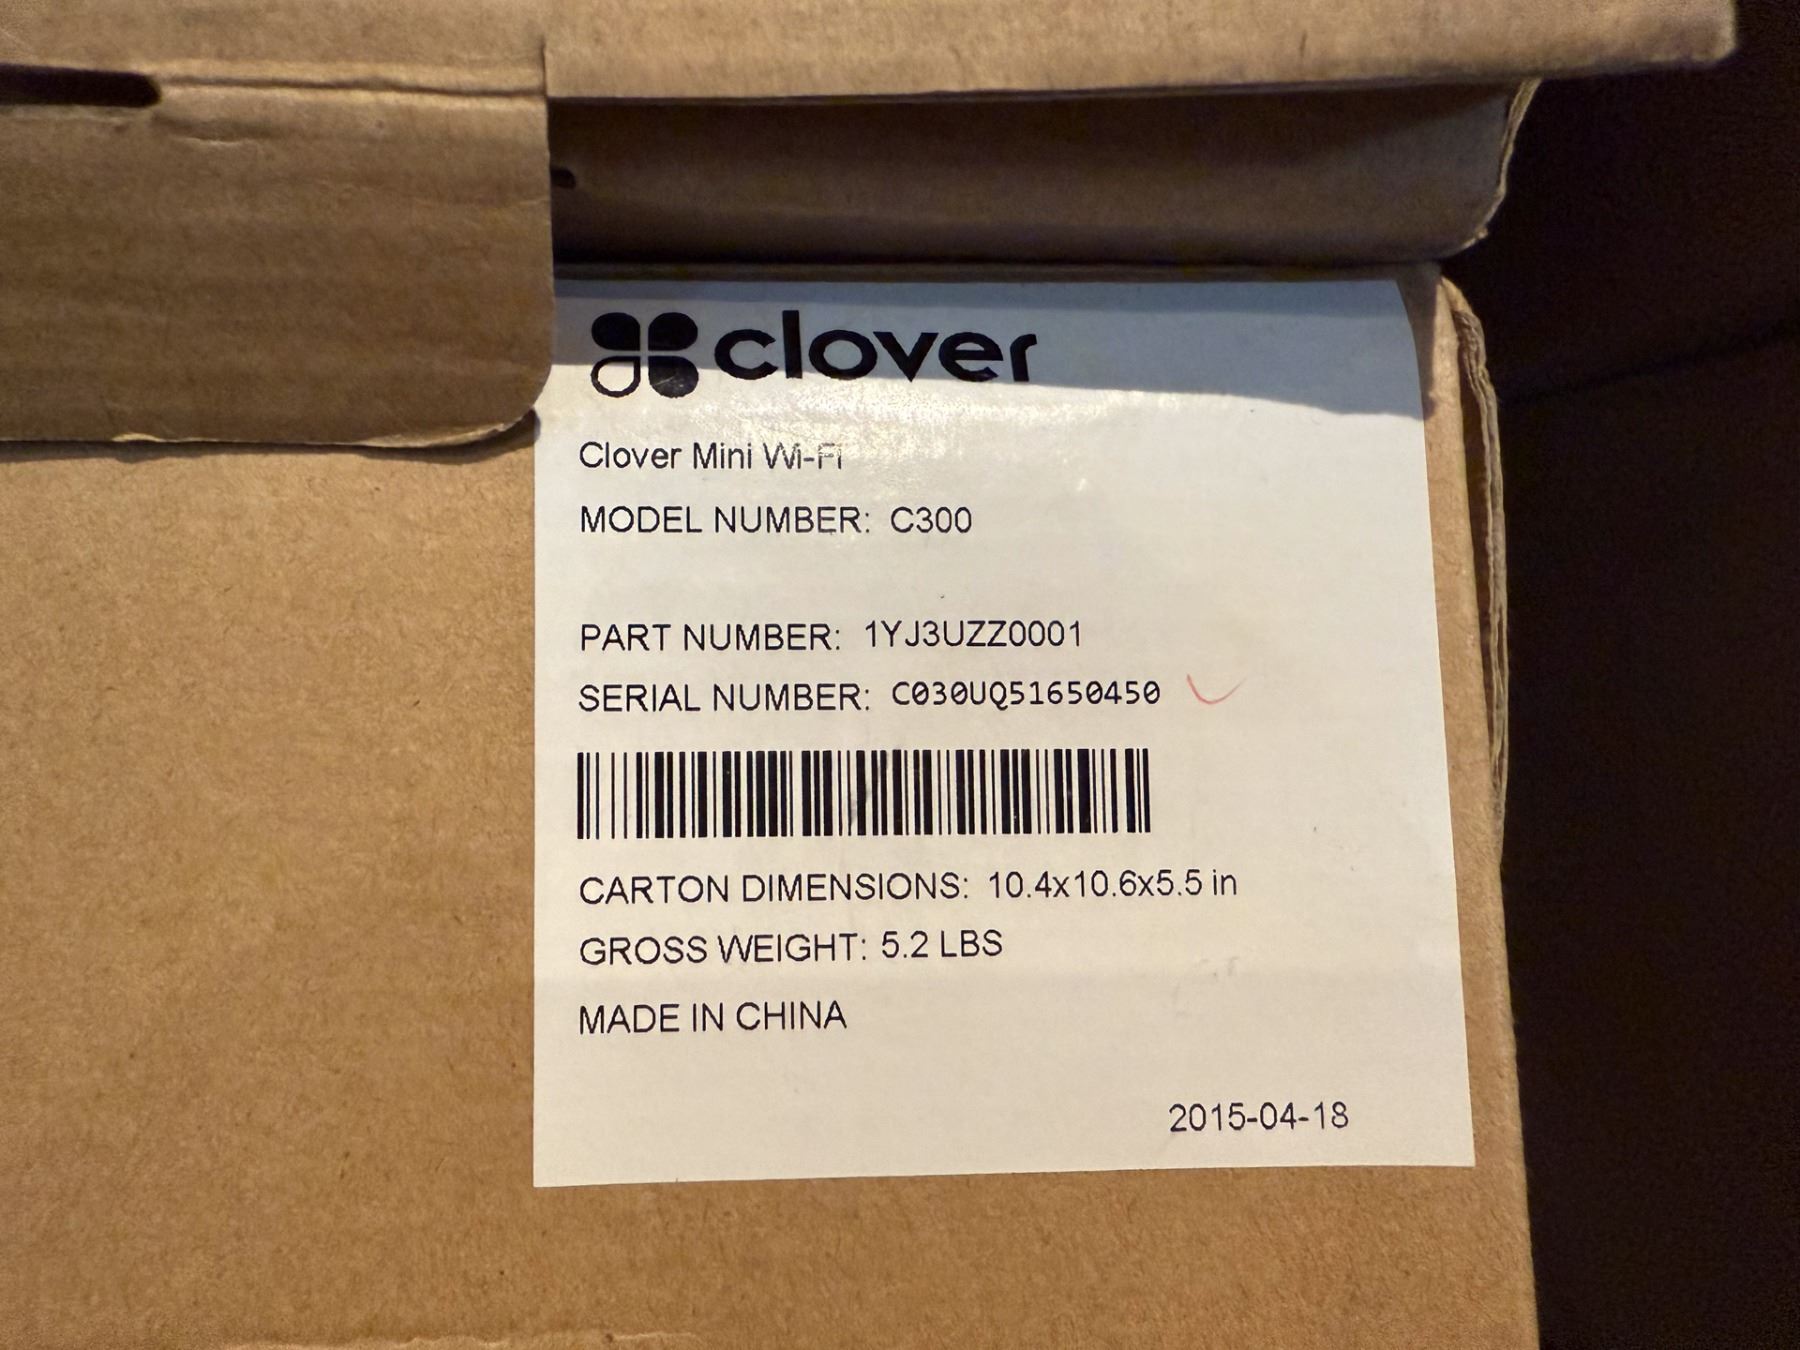 clover
Clover Mini Wi-Fi
MODEL NUMBER: C300
PART NUMBER: 1YJ3UZZ0001
SERIAL NUMBER: C030UQ51650450
CARTON DIMENSIONS: 10.4x10.6x5.5 in
GROSS WEIGHT: 5.2 LBS
MADE IN CHINA
2015-04-18